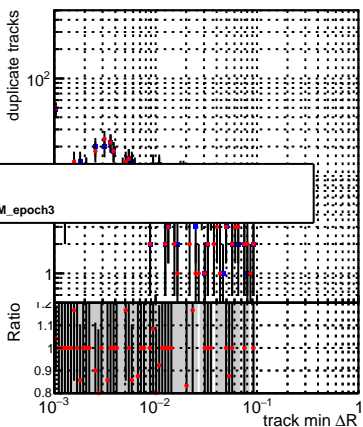 duplicate tracks
10²
M_epoch3
1
Ratio
1.2
1.1
1
0.9
0.8
10⁻³ 10⁻² 10⁻¹ 1
track min ΔR